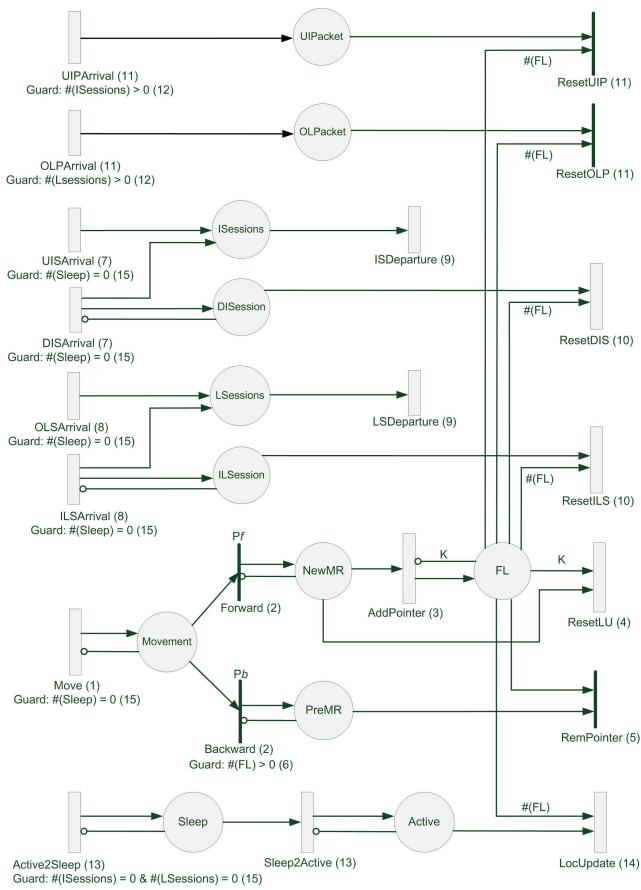 UIPacket
#(FL)
UIPArrival (11)
Guard: #(ISessions) > 0 (12)
ResetUIP (11)
OLPacket
#(FL)
OLPArrival (11)
Guard: #(Lsessions) > 0 (12)
ResetOLP (11)
ISessions
UISArrival (7)
Guard: #(Sleep) = 0 (15)
ISDeparture (9)
DISession
#(FL)
DISArrival (7)
Guard: #(Sleep) = 0 (15)
ResetDIS (10)
LSessions
OLSArrival (8)
Guard: #(Sleep) = 0 (15)
LSDeparture (9)
ILSession
#(FL)
ILSArrival (8)
Guard: #(Sleep) = 0 (15)
ResetILS (10)
Pf
K
K
NewMR
FL
Forward (2)
AddPointer (3)
ResetLU (4)
Movement
Move (1)
Guard: #(Sleep) = 0 (15)
Pb
PreMR
RemPointer (5)
Backward (2)
Guard: #(FL) > 0 (6)
#(FL)
Sleep
Active
Active2Sleep (13)
Guard: #(ISessions) = 0 & #(LSessions) = 0 (15)
Sleep2Active (13)
LocUpdate (14)